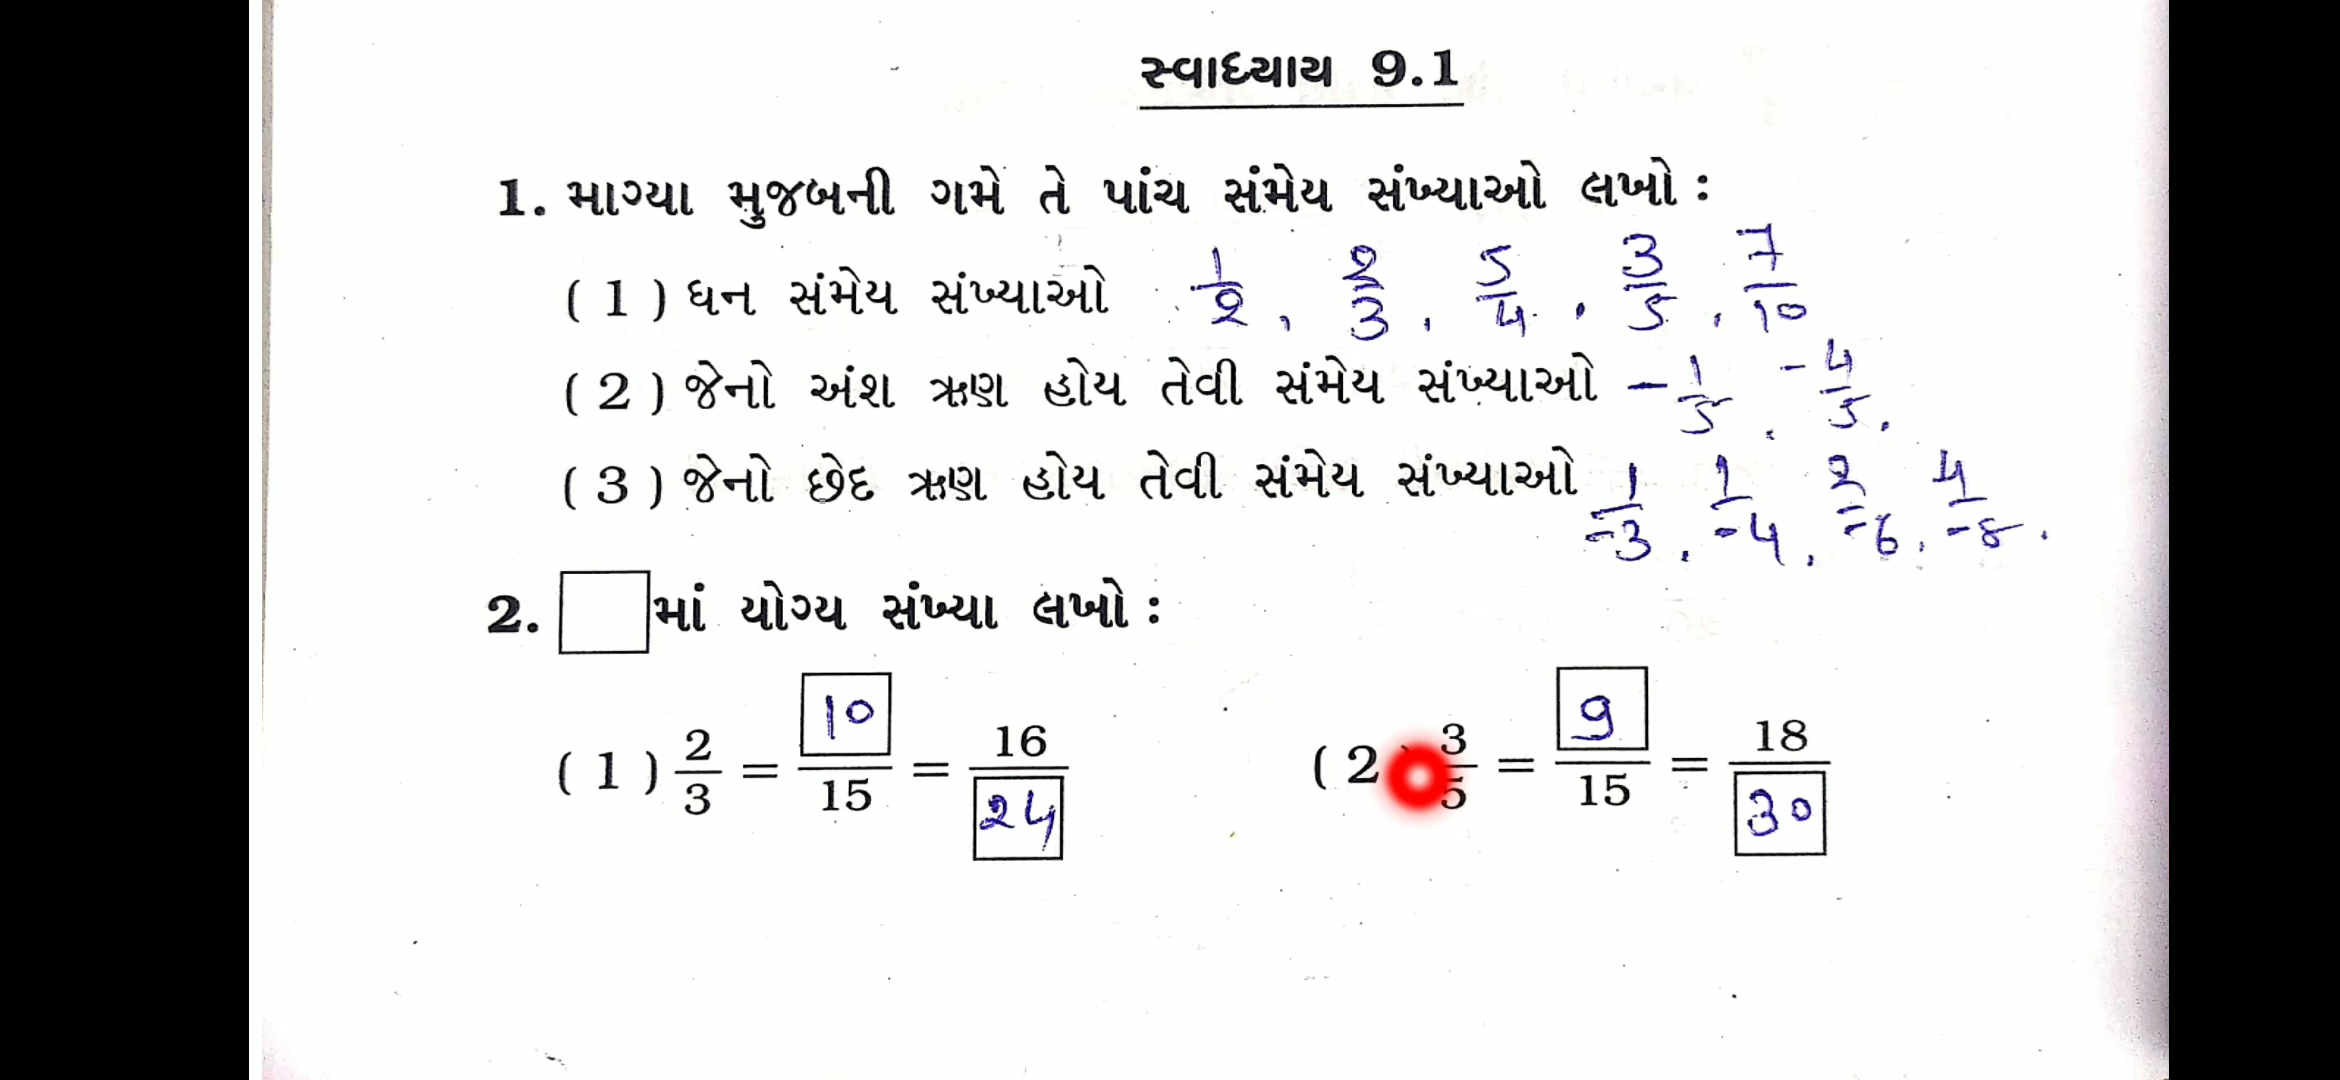 સ્વાધ્યાય 9.1
1. માગ્યા મુજબની ગમે તે પાંચ સંમેય સંખ્યાઓ લખો :
( 1 ) ધન સંમેય સંખ્યાઓ 1/2, 2/3, 5/4, 3/5, 7/10
( 2 ) જેનો અંશ ઋણ હોય તેવી સંમેય સંખ્યાઓ -1/5, -4/5,
( 3 ) જેનો છેદ ઋણ હોય તેવી સંમેય સંખ્યાઓ 1/-3, 1/-4, 2/-6, 4/-8,
2. માં યોગ્ય સંખ્યા લખો :
( 1 ) 2/3 = 10/15 = 16/24 ( 2 ) 3/5 = 9/15 = 18/30